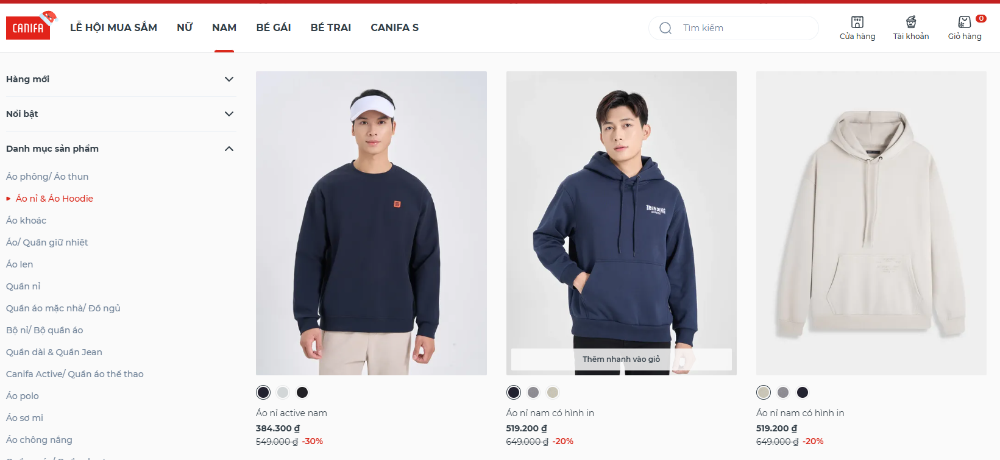 CANIFA
LỄ HỘI MUA SẮM
NỮ
NAM
BÉ GÁI
BÉ TRAI
CANIFA S
Tìm kiếm
Cửa hàng
Tài khoản
0
Giỏ hàng
Hàng mới
Nổi bật
Danh mục sản phẩm
Áo phông/ Áo thun
Áo nỉ & Áo Hoodie
Áo khoác
Áo/ Quần giữ nhiệt
Áo len
Quần nỉ
Quần áo mặc nhà/ Đồ ngủ
Bộ nỉ/ Bộ quần áo
Quần dài & Quần Jean
Canifa Active/ Quần áo thể thao
Áo polo
Áo sơ mi
Áo chông nắng
Áo nỉ active nam
384.300 ₫
549.000 ₫ -30%
TRENDING
Thêm nhanh vào giỏ
Áo nỉ nam có hình in
519.200 ₫
649.000 ₫ -20%
Áo nỉ nam có hình in
519.200 ₫
649.000 ₫ -20%